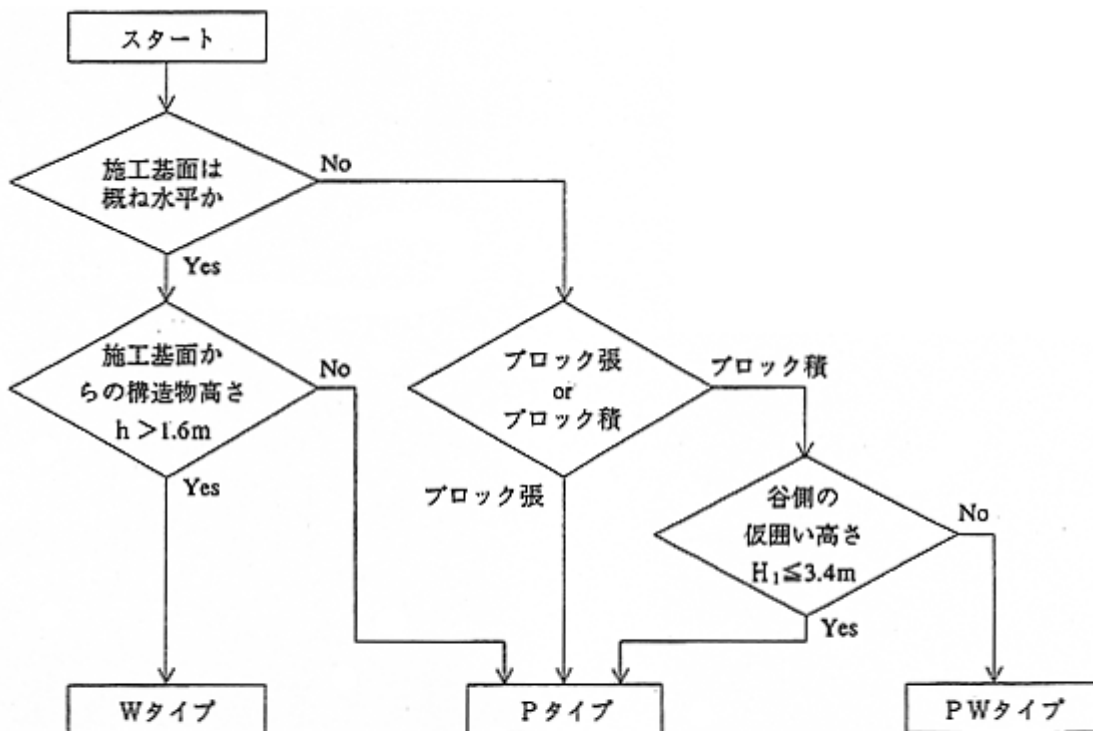 スタート
施工基面は
概ね水平か
No
Yes
施工基面か
らの構造物高さ
h＞1.6m
No
Yes
ブロック張
or
ブロック積
ブロック積
ブロック張
谷側の
仮囲い高さ
H₁≦3.4m
No
Yes
Wタイプ
Pタイプ
PWタイプ